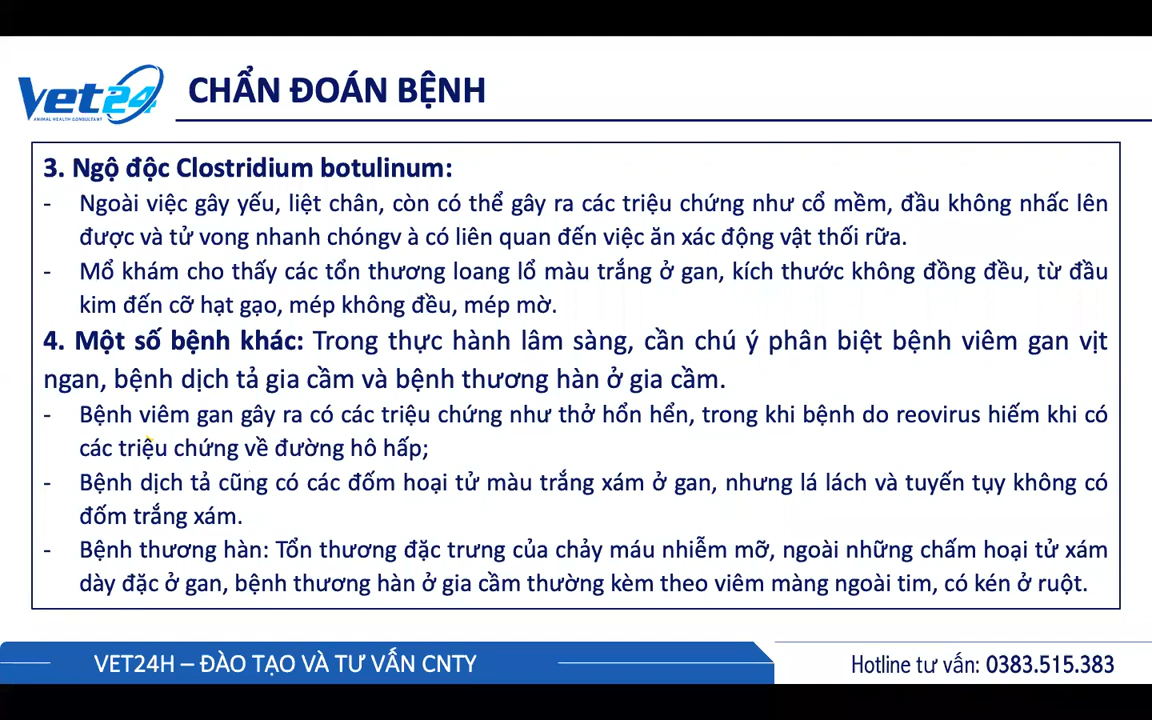 Vet24
ANIMAL HEALTH CONSULTANT
CHẨN ĐOÁN BỆNH
3. Ngộ độc Clostridium botulinum:
- Ngoài việc gây yếu, liệt chân, còn có thể gây ra các triệu chứng như cổ mềm, đầu không nhấc lên
được và tử vong nhanh chóngv à có liên quan đến việc ăn xác động vật thối rữa.
- Mổ khám cho thấy các tổn thương loang lổ màu trắng ở gan, kích thước không đồng đều, từ đầu
kim đến cỡ hạt gạo, mép không đều, mép mờ.
4. Một số bệnh khác: Trong thực hành lâm sàng, cần chú ý phân biệt bệnh viêm gan vịt
ngan, bệnh dịch tả gia cầm và bệnh thương hàn ở gia cầm.
- Bệnh viêm gan gây ra có các triệu chứng như thở hổn hển, trong khi bệnh do reovirus hiếm khi có
các triệu chứng về đường hô hấp;
- Bệnh dịch tả cũng có các đốm hoại tử màu trắng xám ở gan, nhưng lá lách và tuyến tụy không có
đốm trắng xám.
- Bệnh thương hàn: Tổn thương đặc trưng của chảy máu nhiễm mỡ, ngoài những chấm hoại tử xám
dày đặc ở gan, bệnh thương hàn ở gia cầm thường kèm theo viêm màng ngoài tim, có kén ở ruột.
VET24H – ĐÀO TẠO VÀ TƯ VẤN CNTY
Hotline tư vấn: 0383.515.383